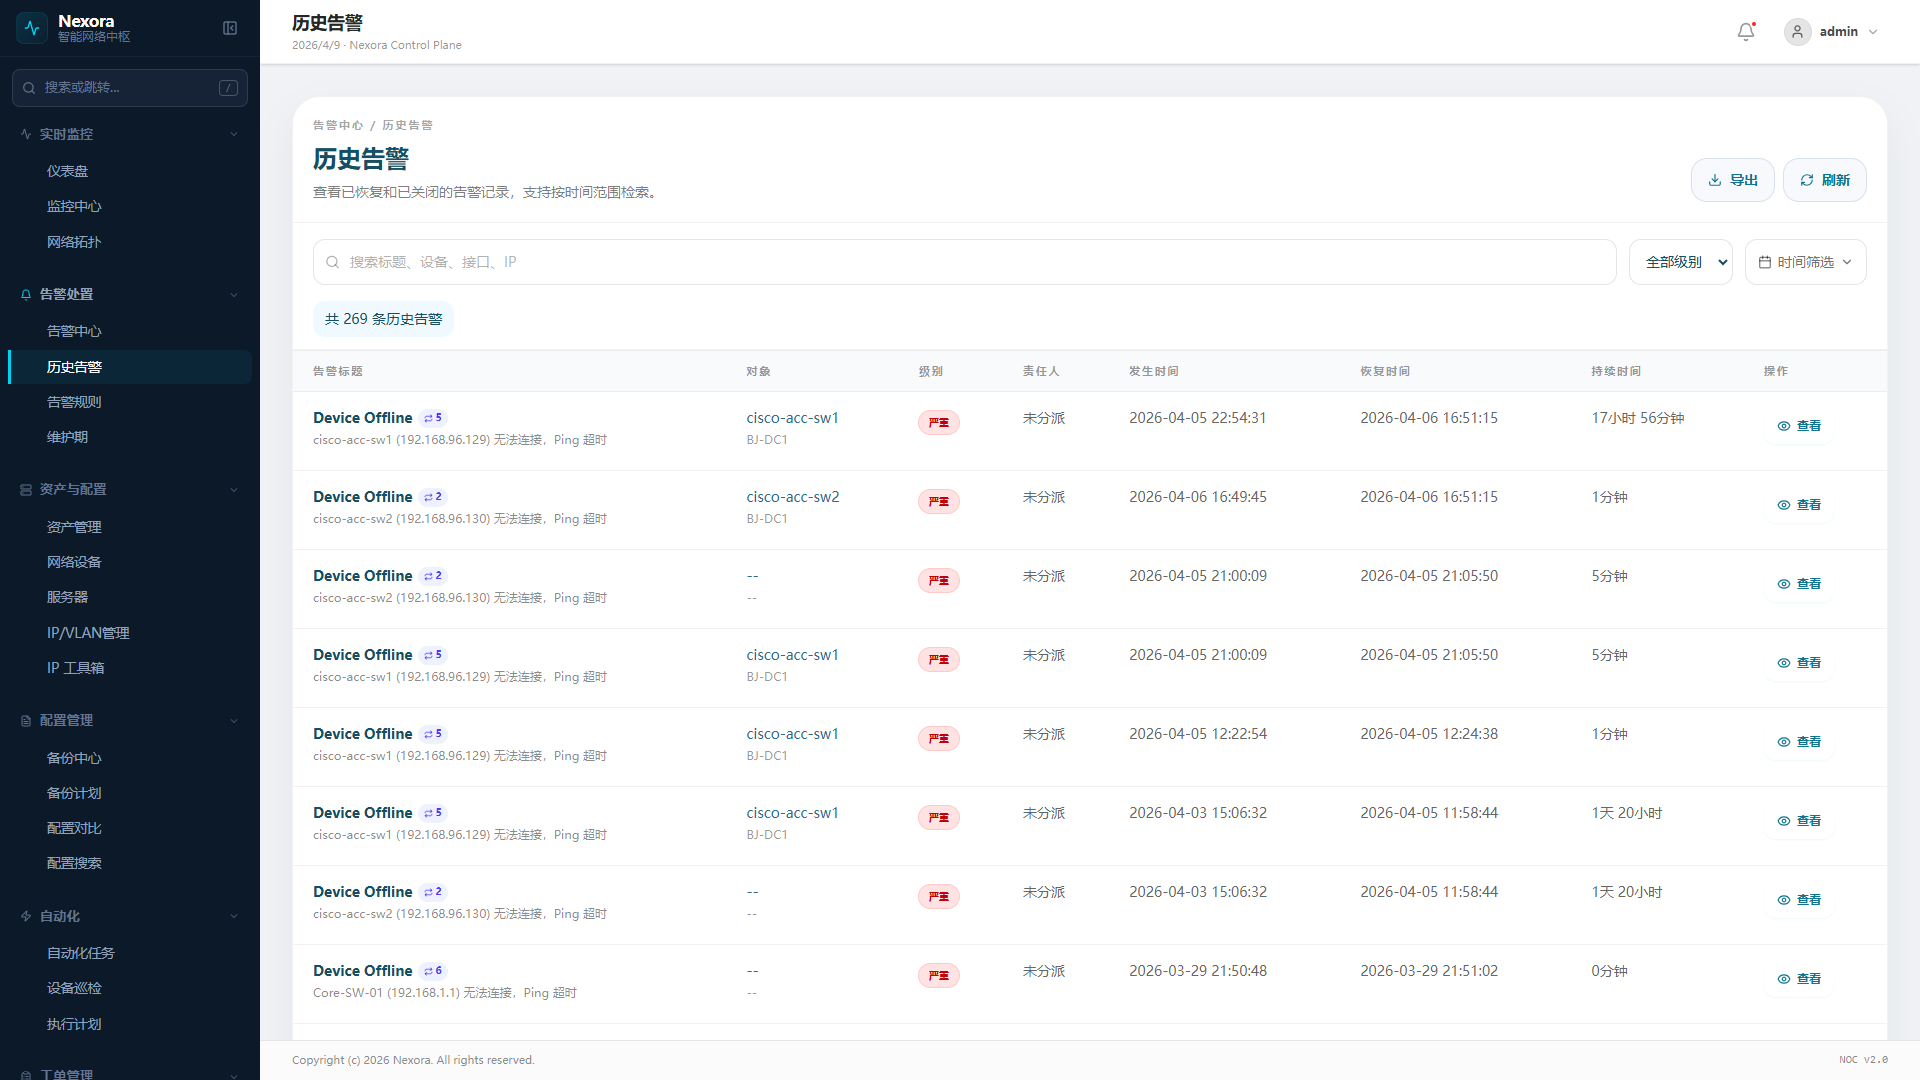 Nexora
智能网络中枢
搜索或跳转...
/
实时监控
仪表盘
监控中心
网络拓扑
告警处置
告警中心
历史告警
告警规则
维护期
资产与配置
资产管理
网络设备
服务器
IP/VLAN管理
IP 工具箱
配置管理
备份中心
备份计划
配置对比
配置搜索
自动化
自动化任务
设备巡检
执行计划
工单管理
历史告警
2026/4/9 · Nexora Control Plane
admin
告警中心 / 历史告警
历史告警
查看已恢复和已关闭的告警记录，支持按时间范围检索。
导出
刷新
搜索标题、设备、接口、IP
全部级别
时间筛选
共 269 条历史告警
告警标题 对象 级别 责任人 发生时间 恢复时间 持续时间 操作
Device Offline 5 cisco-acc-sw1 严重 未分派 2026-04-05 22:54:31 2026-04-06 16:51:15 17小时 56分钟 查看
cisco-acc-sw1 (192.168.96.129) 无法连接，Ping 超时 BJ-DC1
Device Offline 2 cisco-acc-sw2 严重 未分派 2026-04-06 16:49:45 2026-04-06 16:51:15 1分钟 查看
cisco-acc-sw2 (192.168.96.130) 无法连接，Ping 超时 BJ-DC1
Device Offline 2 -- 严重 未分派 2026-04-05 21:00:09 2026-04-05 21:05:50 5分钟 查看
cisco-acc-sw2 (192.168.96.130) 无法连接，Ping 超时 --
Device Offline 5 cisco-acc-sw1 严重 未分派 2026-04-05 21:00:09 2026-04-05 21:05:50 5分钟 查看
cisco-acc-sw1 (192.168.96.129) 无法连接，Ping 超时 BJ-DC1
Device Offline 5 cisco-acc-sw1 严重 未分派 2026-04-05 12:22:54 2026-04-05 12:24:38 1分钟 查看
cisco-acc-sw1 (192.168.96.129) 无法连接，Ping 超时 BJ-DC1
Device Offline 5 cisco-acc-sw1 严重 未分派 2026-04-03 15:06:32 2026-04-05 11:58:44 1天 20小时 查看
cisco-acc-sw1 (192.168.96.129) 无法连接，Ping 超时 BJ-DC1
Device Offline 2 -- 严重 未分派 2026-04-03 15:06:32 2026-04-05 11:58:44 1天 20小时 查看
cisco-acc-sw2 (192.168.96.130) 无法连接，Ping 超时 --
Device Offline 6 -- 严重 未分派 2026-03-29 21:50:48 2026-03-29 21:51:02 0分钟 查看
Core-SW-01 (192.168.1.1) 无法连接，Ping 超时 --
Copyright (c) 2026 Nexora. All rights reserved.
NOC v2.0